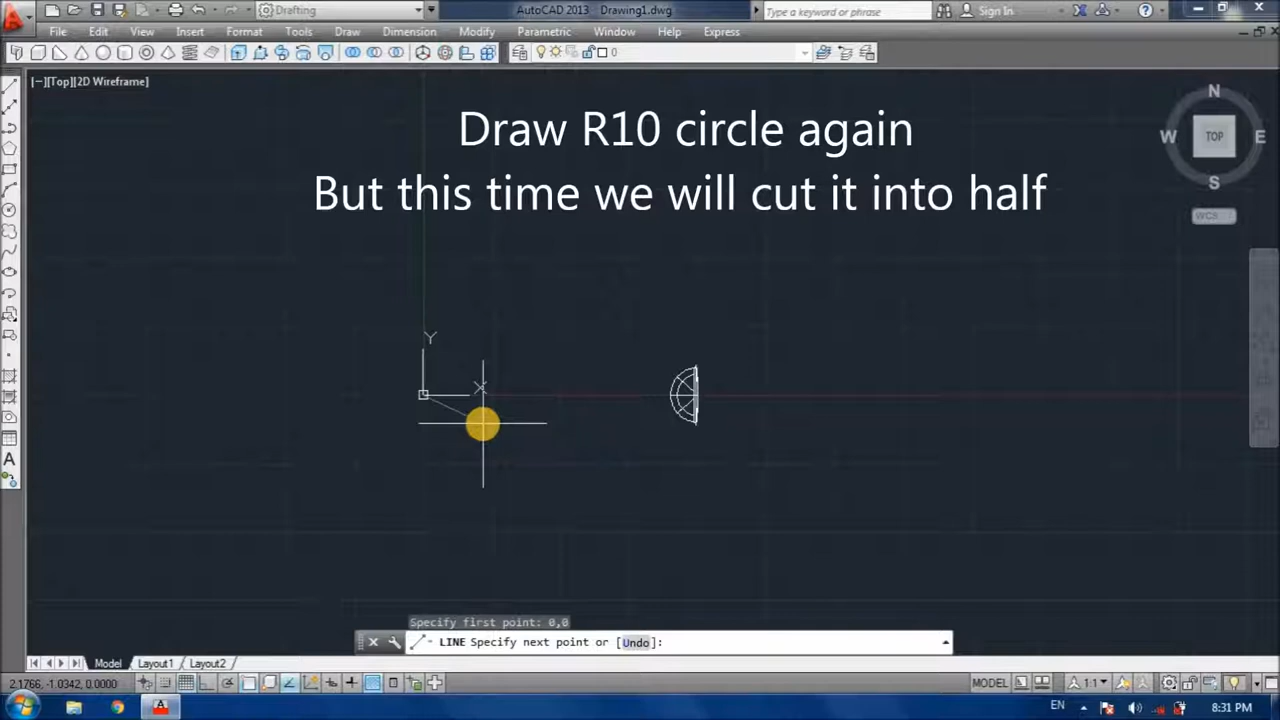 Drafting
AutoCAD 2013 Drawing1.dwg
Type a keyword or phrase
Sign In
File Edit View Insert Format Tools Draw Dimension Modify Parametric Window Help Express
0
[−][Top][2D Wireframe]
Draw R10 circle again
But this time we will cut it into half
N
W TOP E
S
WCS
Y
X
A
Specify first point: 0,0
LINE Specify next point or [Undo]:
Model Layout1 Layout2
2.1766, -1.0342, 0.0000
MODEL
1:1
EN
8:31 PM